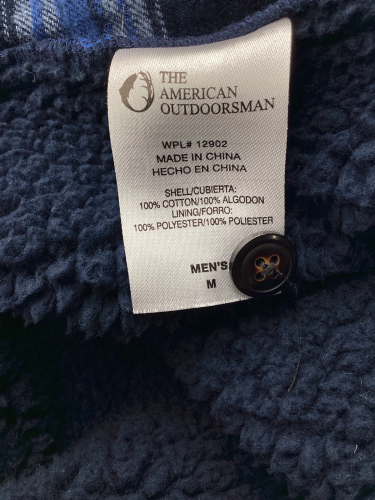 THE
AMERICAN
OUTDOORSMAN
WPL# 12902
MADE IN CHINA
HECHO EN CHINA
SHELL/CUBIERTA:
100% COTTON/100% ALGODON
LINING/FORRO:
100% POLYESTER/100% POLIESTER
MEN'S
M